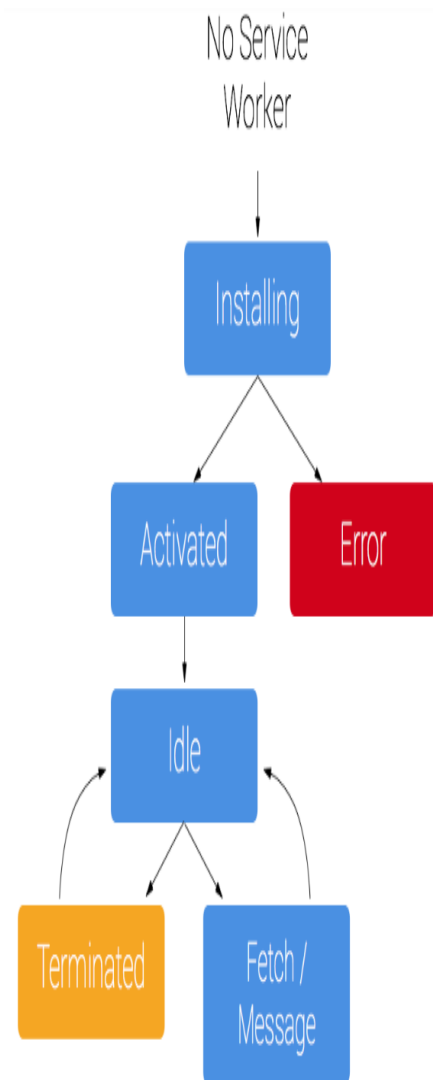 No Service
Worker
Installing
Activated
Error
Idle
Terminated
Fetch /
Message